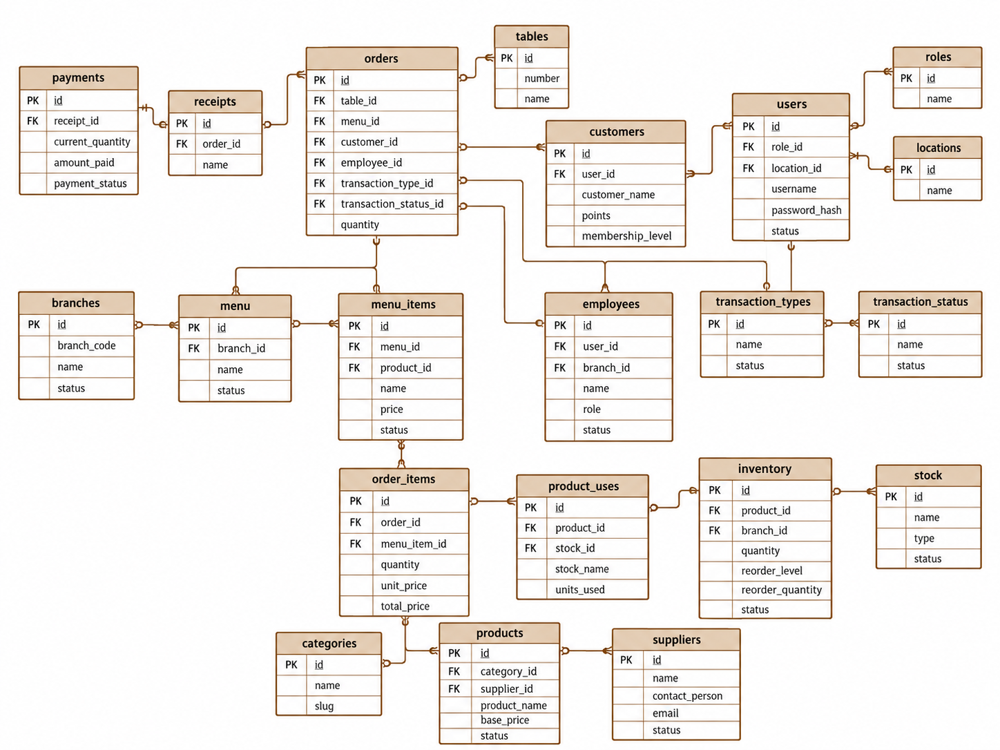 payments
PK id
FK receipt_id
current_quantity
amount_paid
payment_status
receipts
PK id
FK order_id
name
orders
PK id
FK table_id
FK menu_id
FK customer_id
FK employee_id
FK transaction_type_id
FK transaction_status_id
quantity
tables
PK id
number
name
customers
PK id
FK user_id
customer_name
points
membership_level
users
PK id
FK role_id
FK location_id
username
password_hash
status
roles
PK id
name
locations
PK id
name
branches
PK id
branch_code
name
status
menu
PK id
FK branch_id
name
status
menu_items
PK id
FK menu_id
FK product_id
name
price
status
employees
PK id
FK user_id
FK branch_id
name
role
status
transaction_types
PK id
name
status
transaction_status
PK id
name
status
order_items
PK id
FK order_id
FK menu_item_id
quantity
unit_price
total_price
product_uses
PK id
FK product_id
FK stock_id
stock_name
units_used
inventory
PK id
FK product_id
FK branch_id
quantity
reorder_level
reorder_quantity
status
stock
PK id
name
type
status
categories
PK id
name
slug
products
PK id
FK category_id
FK supplier_id
product_name
base_price
status
suppliers
PK id
name
contact_person
email
status